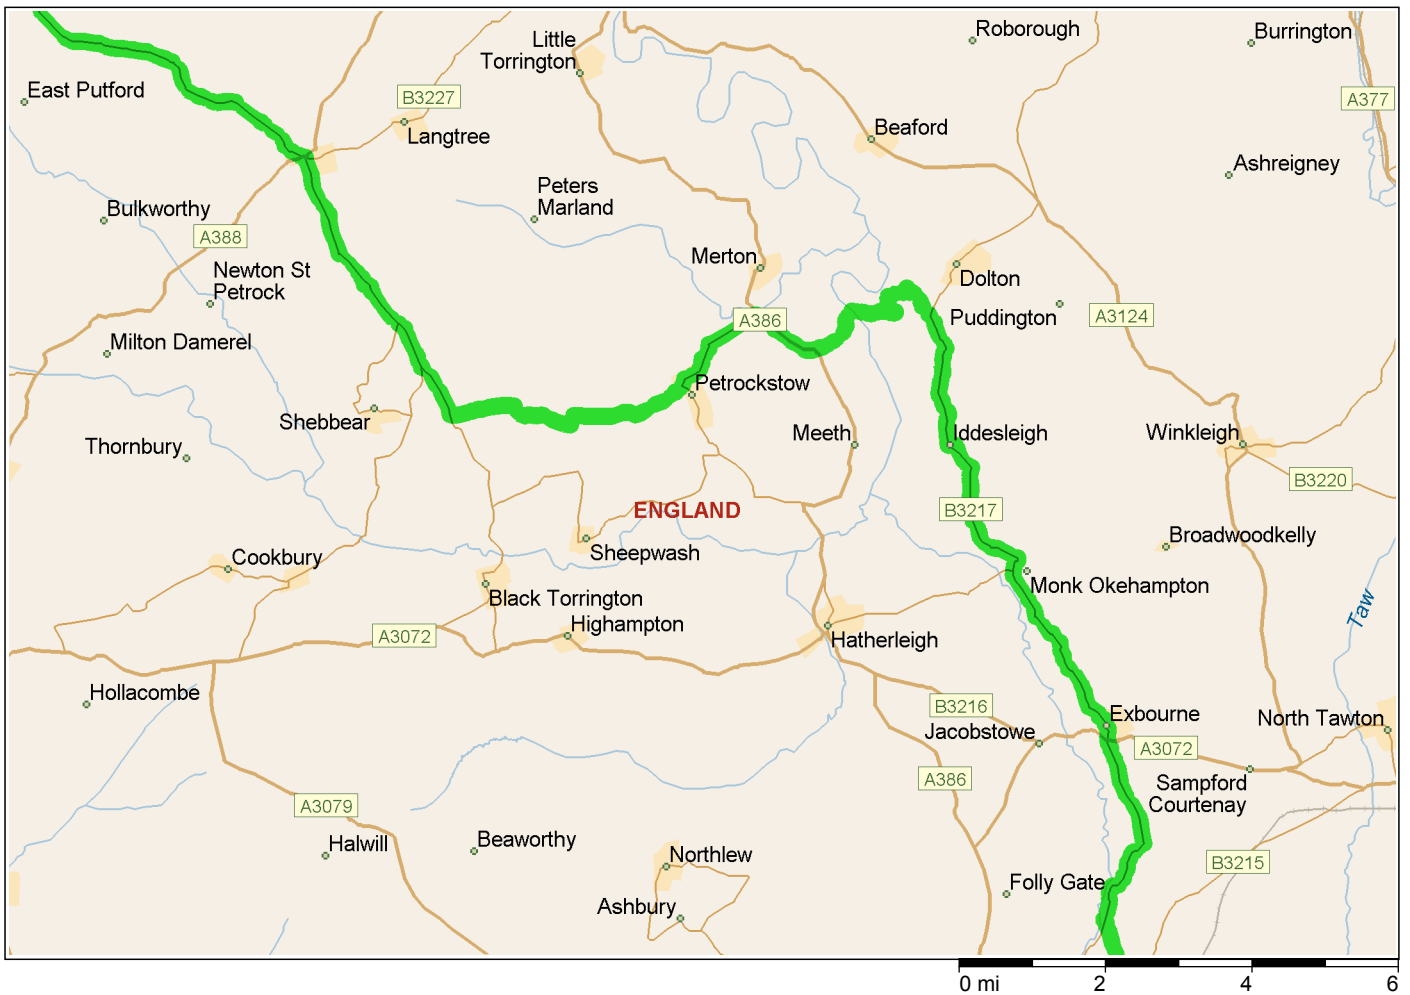 Roborough
Burrington
Little
Torrington
East Putford
B3227
A377
Langtree
Beaford
Ashreigney
Peters
Marland
Bulkworthy
A388
Merton
Newton St
Petrock
Dolton
Puddington
A3124
A386
Milton Damerel
Petrockstow
Shebbear
Meeth
Iddesleigh
Winkleigh
Thornbury
B3220
ENGLAND
B3217
Broadwoodkelly
Sheepwash
Cookbury
Monk Okehampton
Black Torrington
Taw
Highampton
A3072
Hatherleigh
Hollacombe
B3216
Exbourne
North Tawton
Jacobstowe
A3072
A386
Sampford
Courtenay
A3079
Halwill
Beaworthy
Northlew
B3215
Folly Gate
Ashbury
0 mi 2 4 6